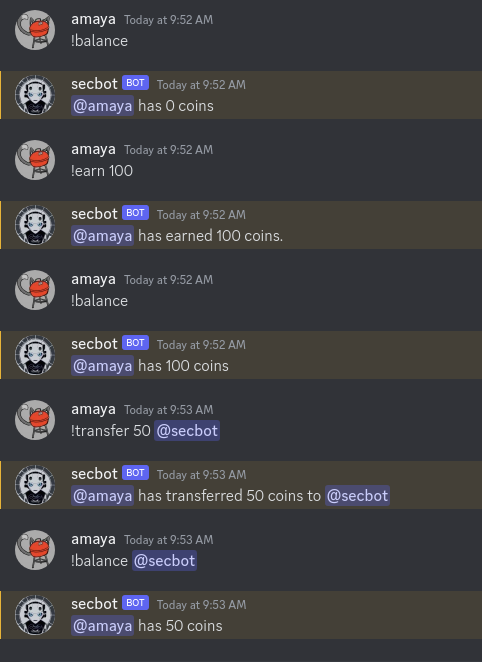 amaya Today at 9:52 AM
!balance
secbot BOT Today at 9:52 AM
@amaya has 0 coins
amaya Today at 9:52 AM
!earn 100
secbot BOT Today at 9:52 AM
@amaya has earned 100 coins.
amaya Today at 9:52 AM
!balance
secbot BOT Today at 9:52 AM
@amaya has 100 coins
amaya Today at 9:53 AM
!transfer 50 @secbot
secbot BOT Today at 9:53 AM
@amaya has transferred 50 coins to @secbot
amaya Today at 9:53 AM
!balance @secbot
secbot BOT Today at 9:53 AM
@amaya has 50 coins